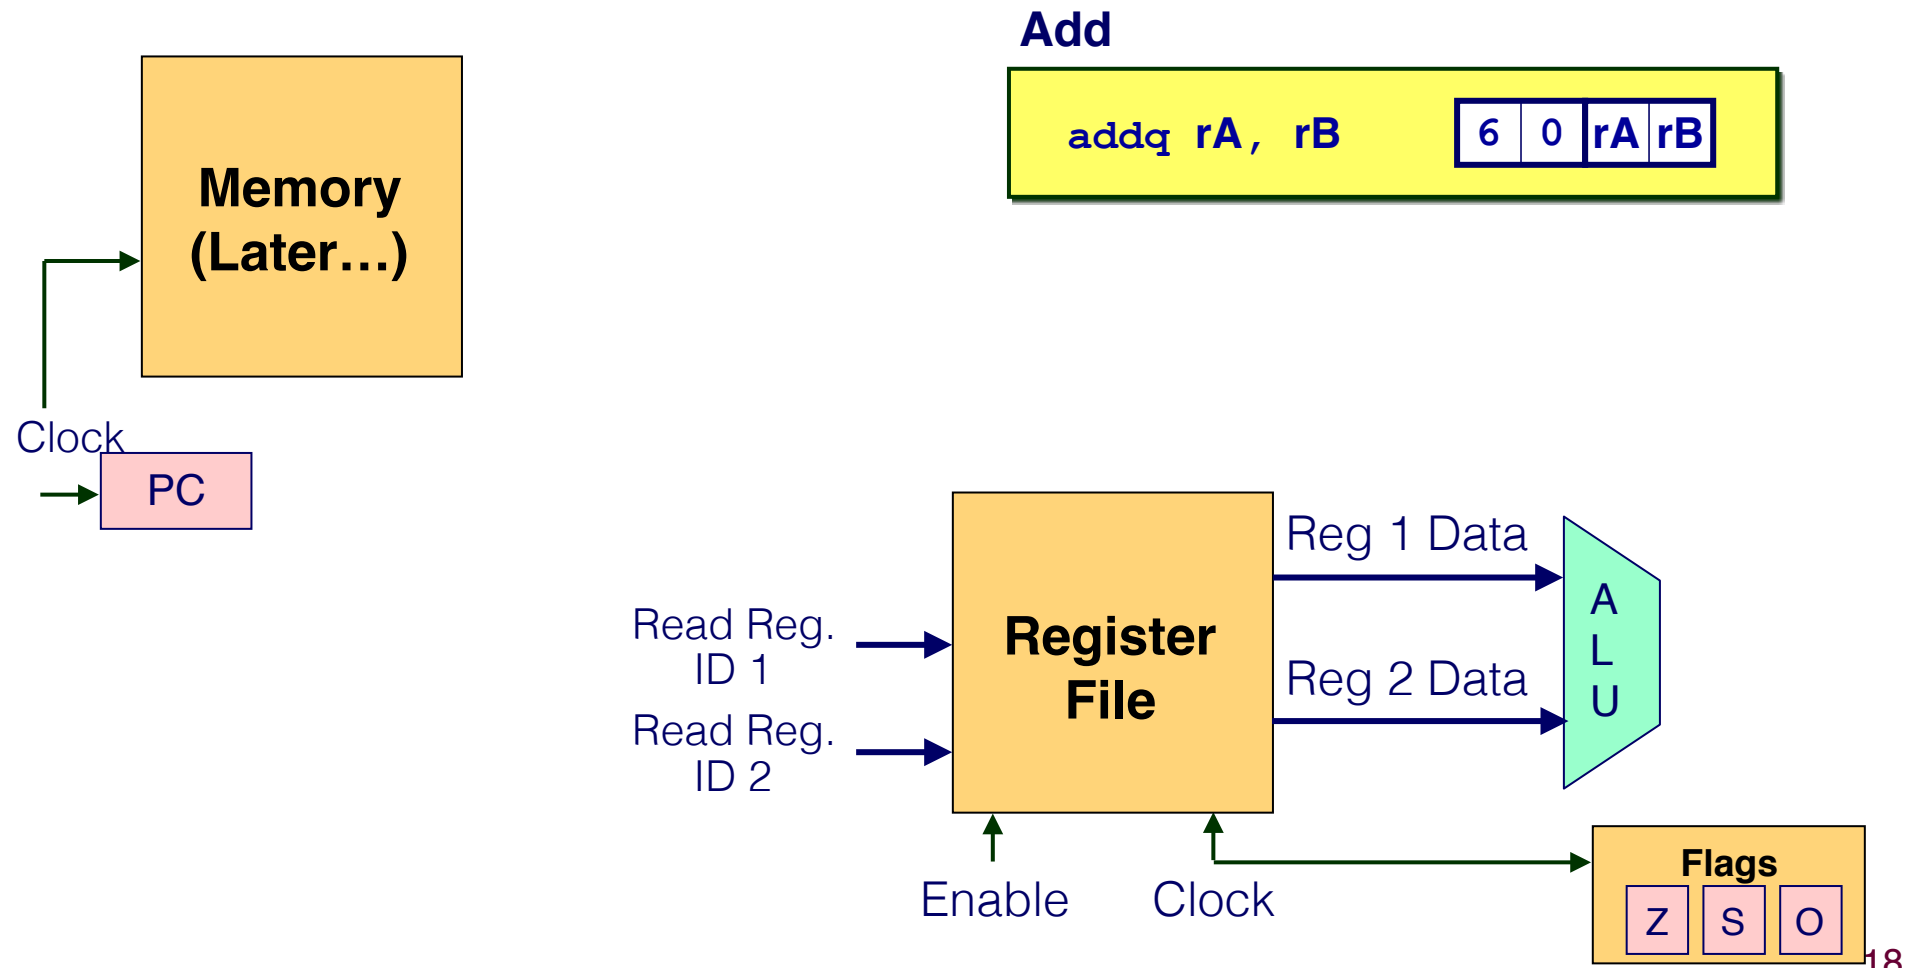 Add
addq rA, rB
6 0 rA rB
Memory
(Later…)
Clock
PC
Read Reg.
ID 1
Read Reg.
ID 2
Register
File
Reg 1 Data
Reg 2 Data
A
L
U
Enable
Clock
Flags
Z S O
18